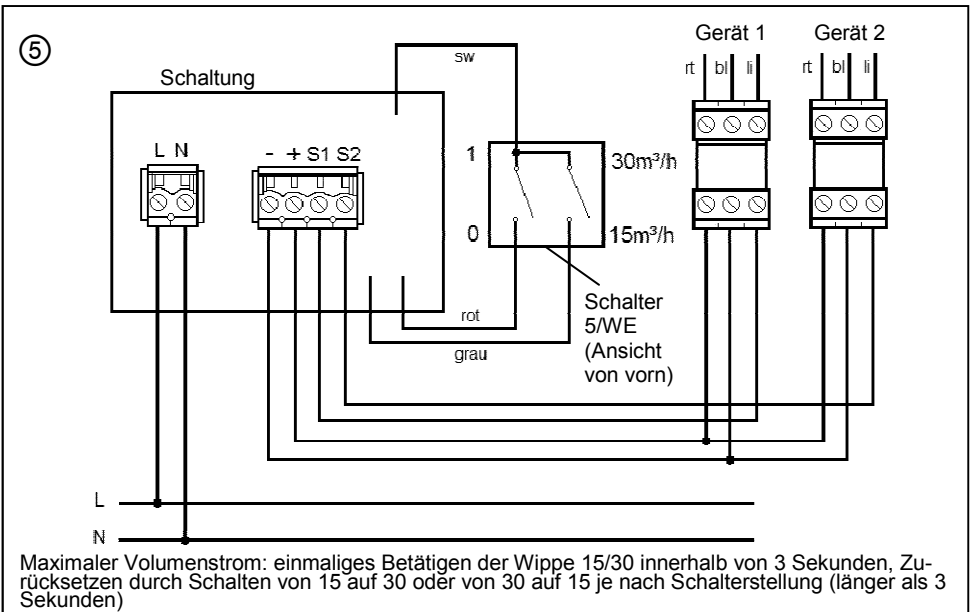 ⑤
Schaltung
sw
Gerät 1
Gerät 2
rt bl li
rt bl li
L N
- + S1 S2
1
30m³/h
0
15m³/h
Schalter
5/WE
(Ansicht
von vorn)
rot
grau
L
N
Maximaler Volumenstrom: einmaliges Betätigen der Wippe 15/30 innerhalb von 3 Sekunden, Zu-
rücksetzen durch Schalten von 15 auf 30 oder von 30 auf 15 je nach Schalterstellung (länger als 3
Sekunden)